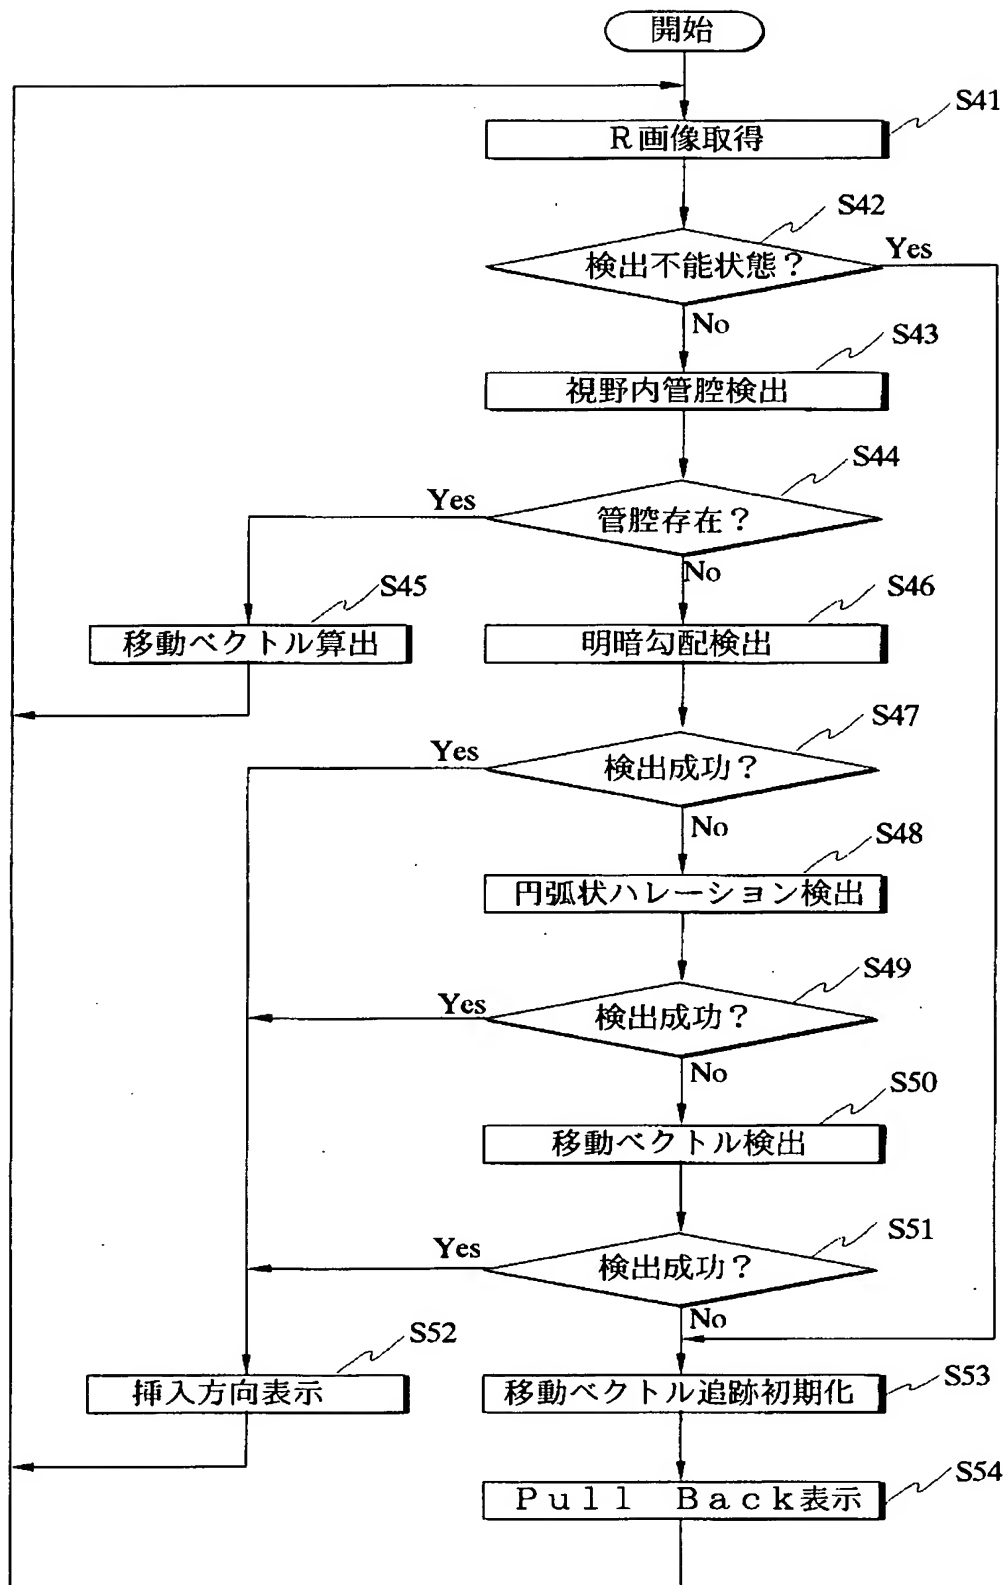 開始
S41
R画像取得
S42
検出不能状態？
Yes
No
S43
視野内管腔検出
S44
管腔存在？
Yes
No
S45
移動ベクトル算出
S46
明暗勾配検出
S47
検出成功？
Yes
No
S48
円弧状ハレーション検出
S49
検出成功？
Yes
No
S50
移動ベクトル検出
S51
検出成功？
Yes
No
S52
挿入方向表示
S53
移動ベクトル追跡初期化
S54
Ｐｕｌｌ　Ｂａｃｋ表示